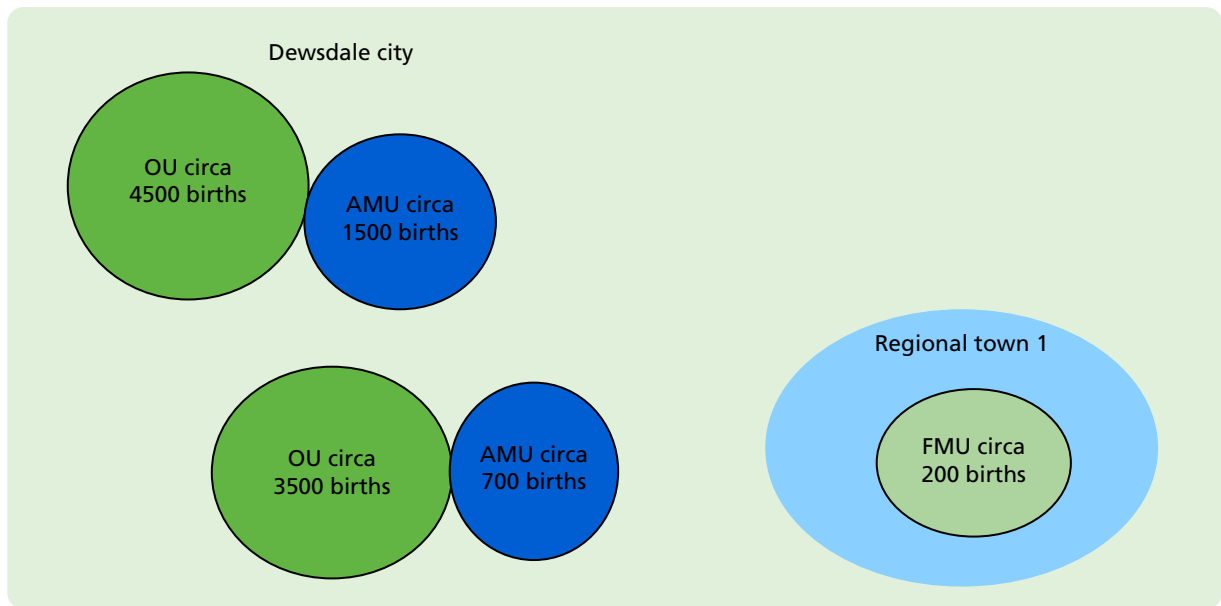 Dewsdale city
OU circa
4500 births
AMU circa
1500 births
Regional town 1
OU circa
3500 births
AMU circa
700 births
FMU circa
200 births